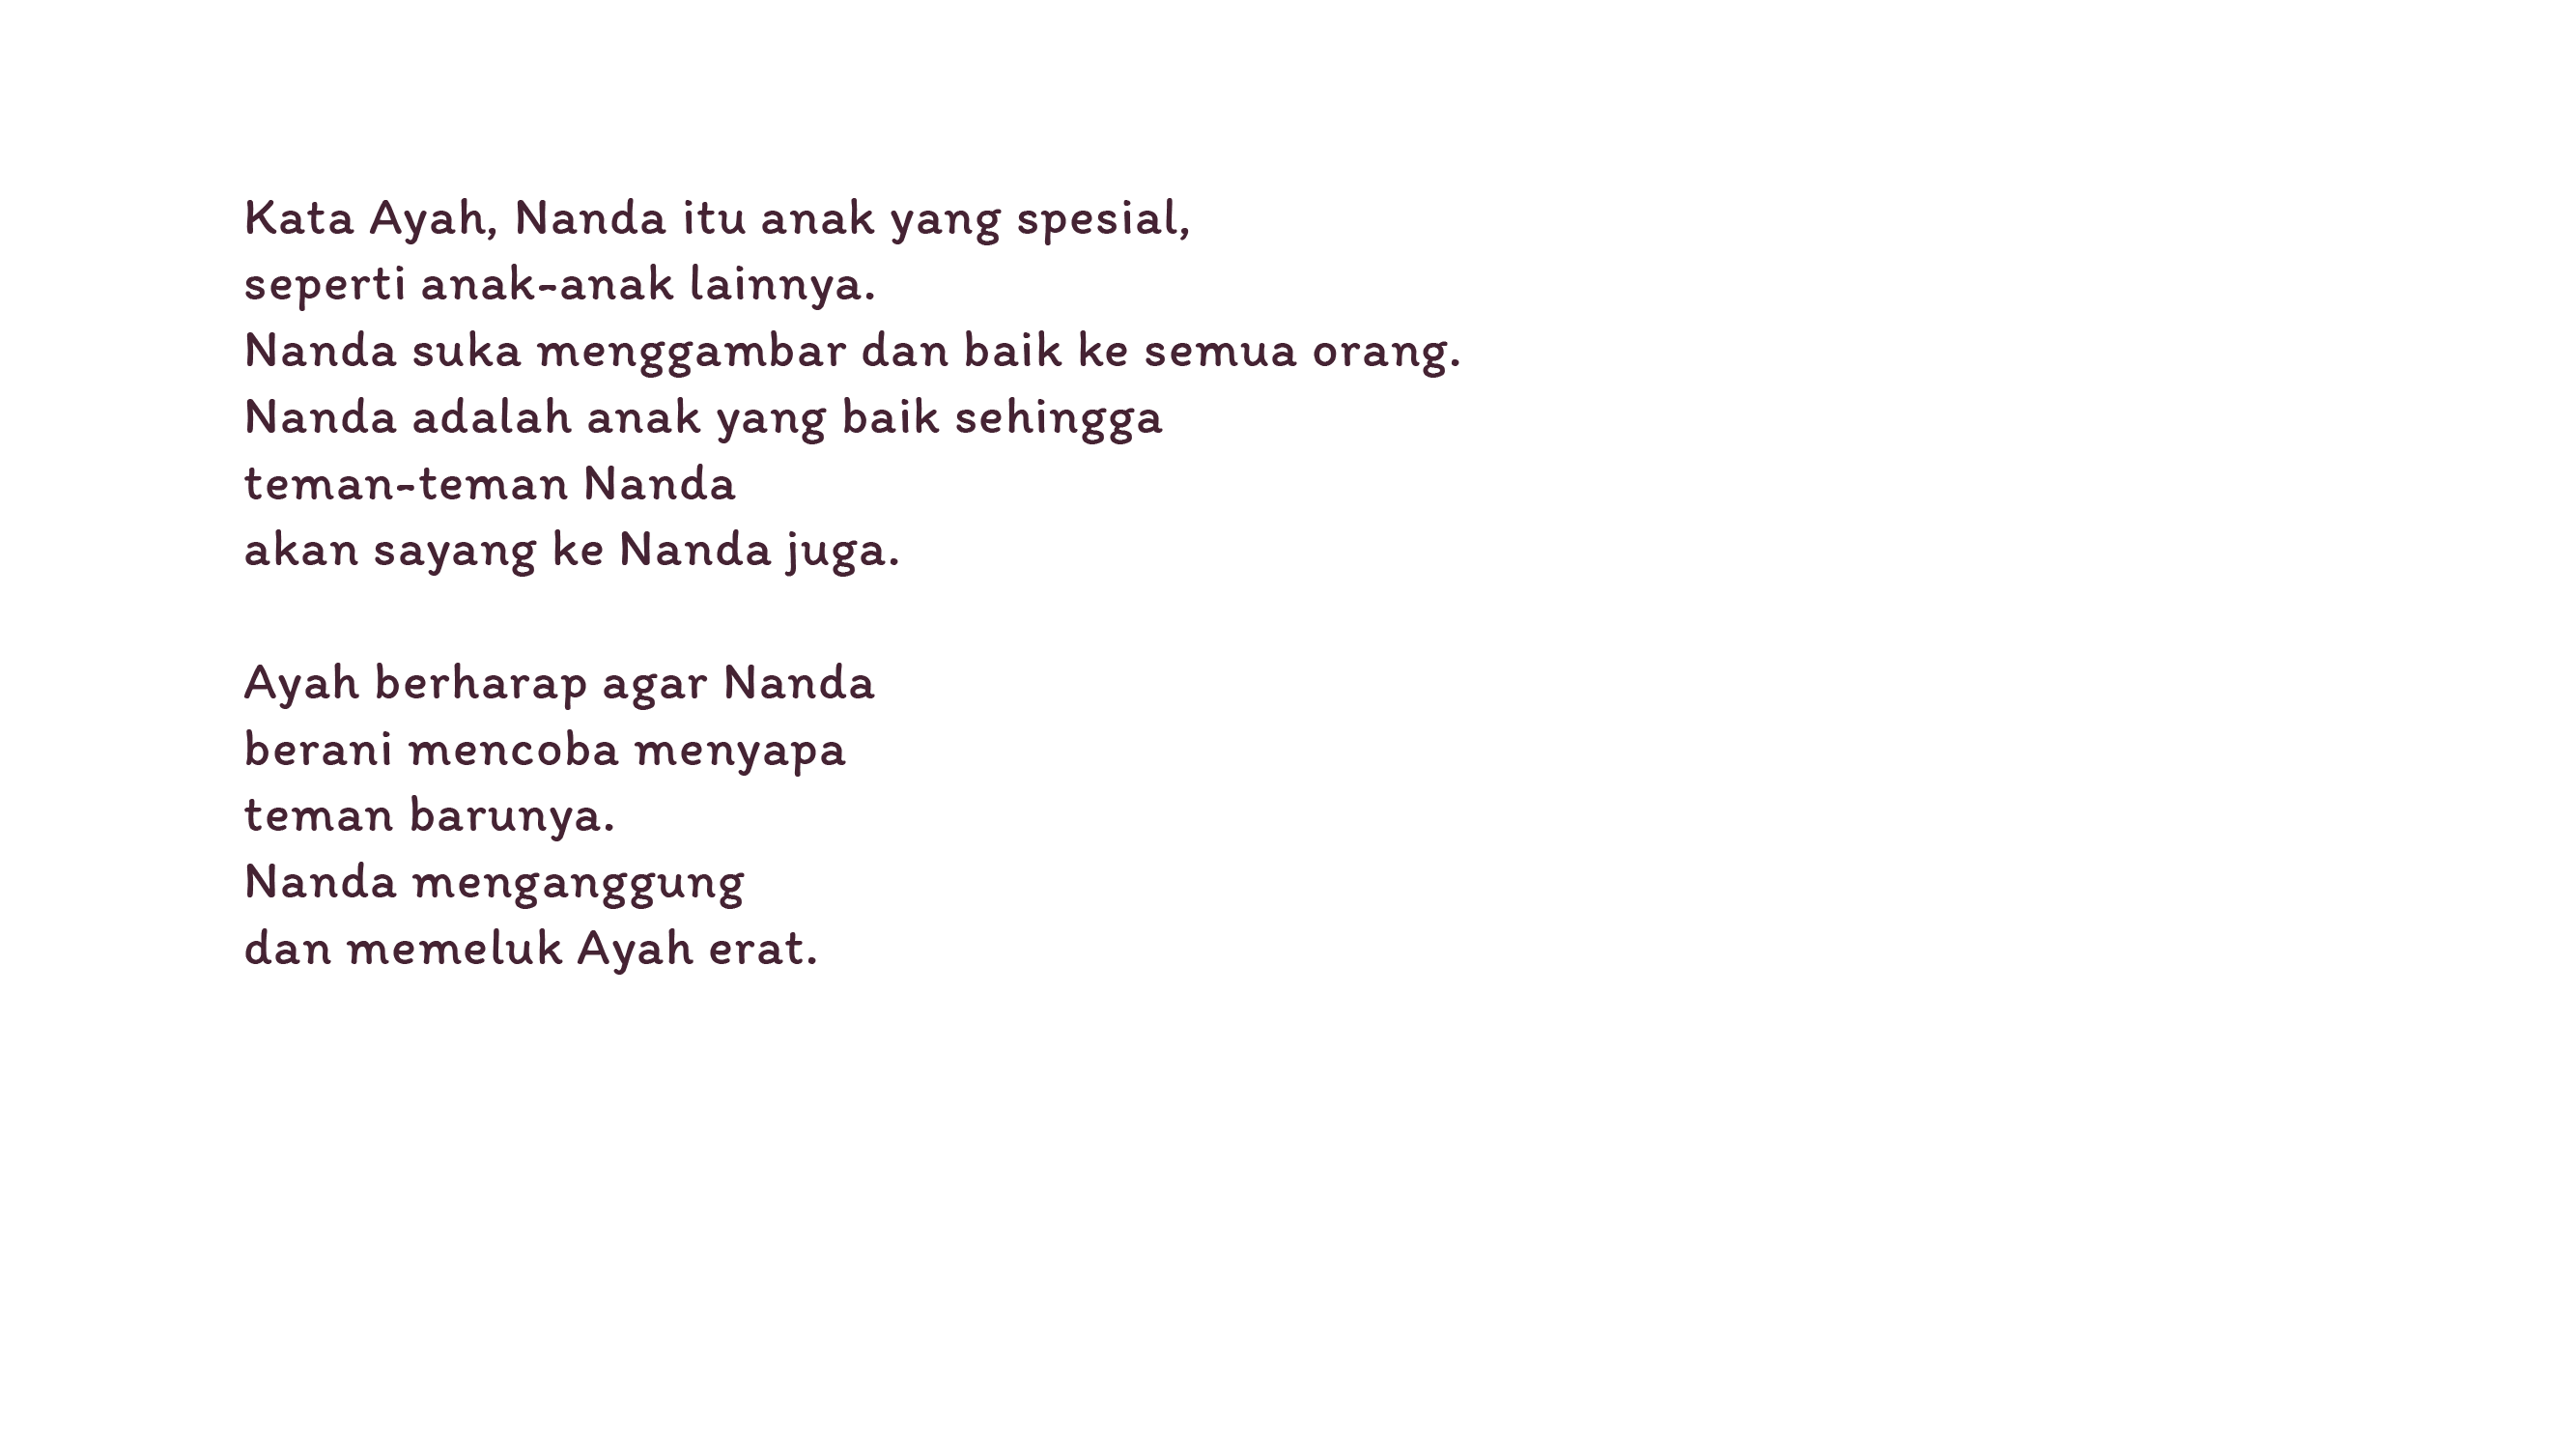 Kata Ayah, Nanda itu anak yang spesial,
seperti anak-anak lainnya.
Nanda suka menggambar dan baik ke semua orang.
Nanda adalah anak yang baik sehingga
teman-teman Nanda
akan sayang ke Nanda juga.

Ayah berharap agar Nanda
berani mencoba menyapa
teman barunya.
Nanda menganggung
dan memeluk Ayah erat.